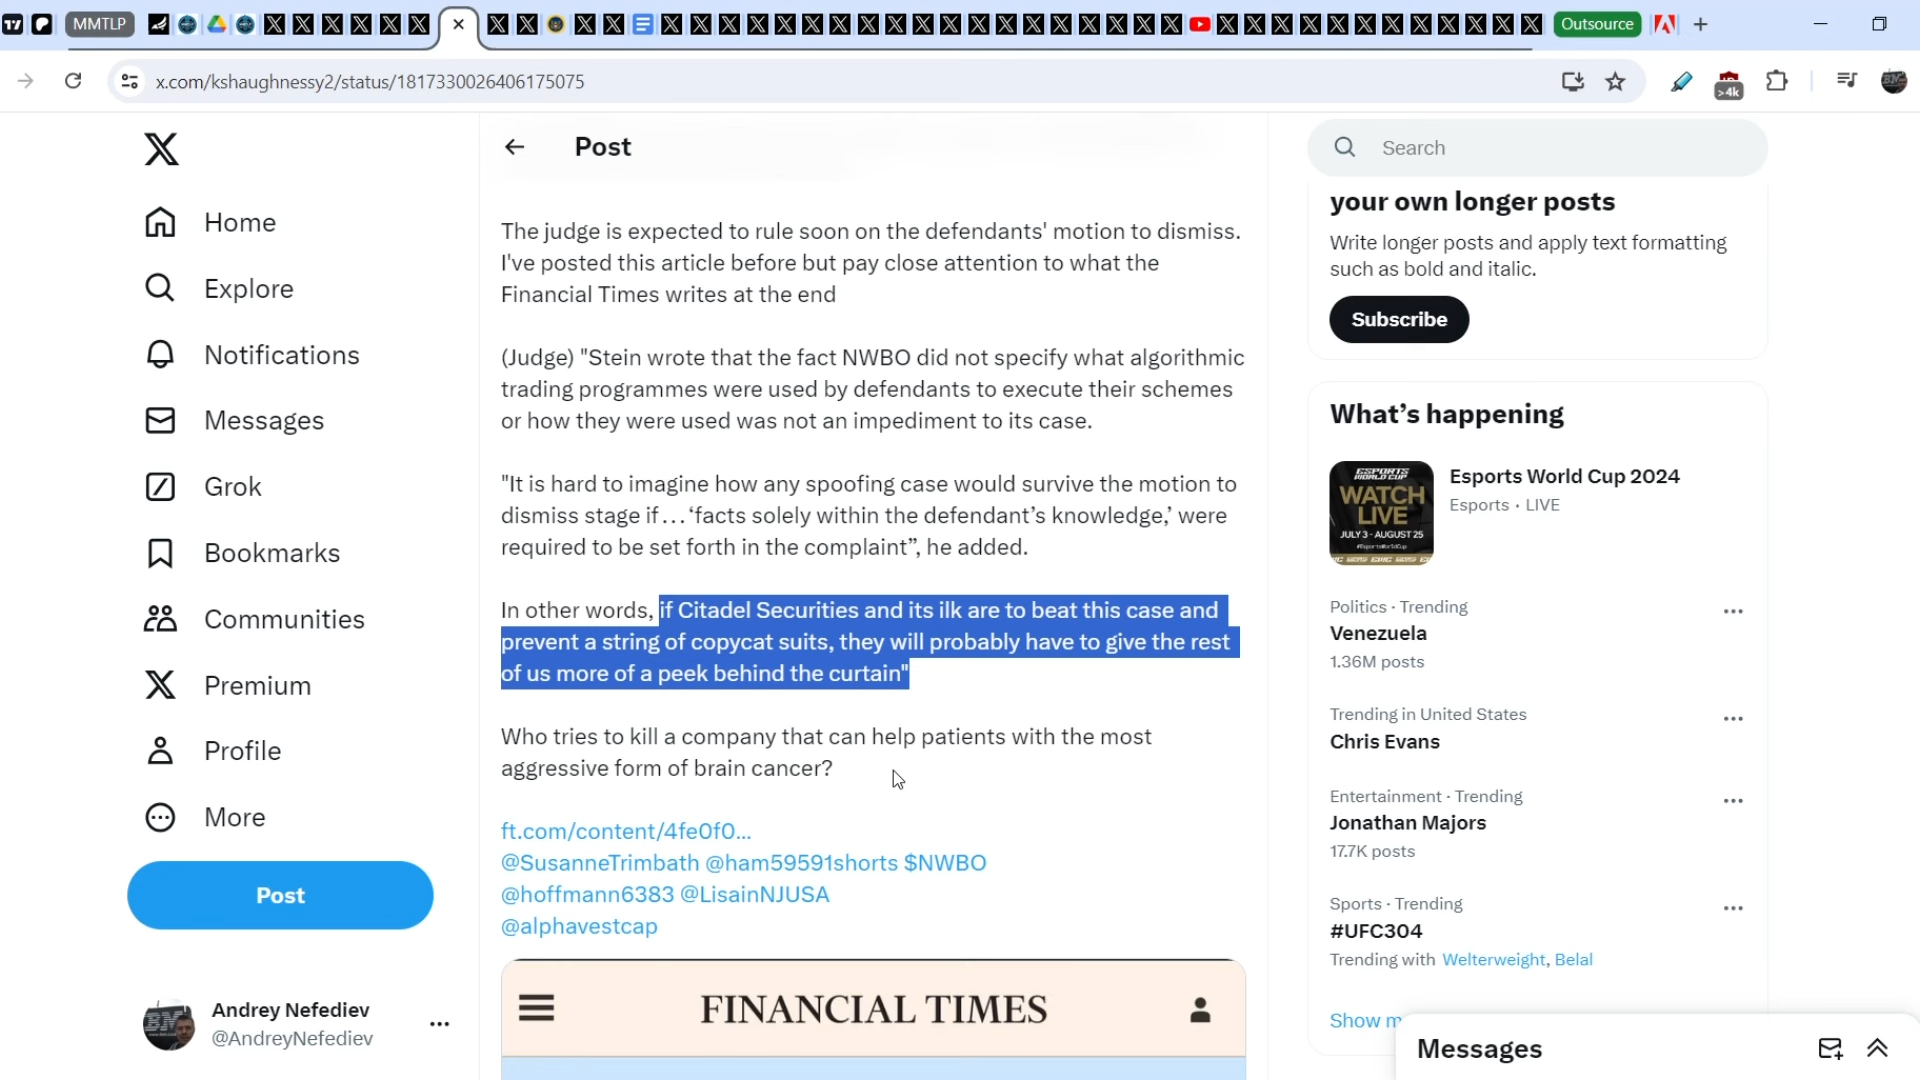 MMTLP
Outsource
x.com/kshaughnessy2/status/1817330026406175075
>4k
Post
Search
Home
Explore
Notifications
Messages
Grok
Bookmarks
Communities
Premium
Profile
More
Post
Andrey Nefediev
@AndreyNefediev
The judge is expected to rule soon on the defendants' motion to dismiss.
I've posted this article before but pay close attention to what the
Financial Times writes at the end
(Judge) "Stein wrote that the fact NWBO did not specify what algorithmic
trading programmes were used by defendants to execute their schemes
or how they were used was not an impediment to its case.
"It is hard to imagine how any spoofing case would survive the motion to
dismiss stage if… ‘facts solely within the defendant’s knowledge,’ were
required to be set forth in the complaint”, he added.
In other words, if Citadel Securities and its ilk are to beat this case and
prevent a string of copycat suits, they will probably have to give the rest
of us more of a peek behind the curtain"
Who tries to kill a company that can help patients with the most
aggressive form of brain cancer?
ft.com/content/4fe0f0…
@SusanneTrimbath @ham59591shorts $NWBO
@hoffmann6383 @LisainNJUSA
@alphavestcap
FINANCIAL TIMES
your own longer posts
Write longer posts and apply text formatting
such as bold and italic.
Subscribe
What’s happening
ESPORTS
WORLD CUP
WATCH
LIVE
JULY 3 - AUGUST 25
Esports World Cup 2024
Esports · LIVE
Politics · Trending
Venezuela
1.36M posts
Trending in United States
Chris Evans
Entertainment · Trending
Jonathan Majors
17.7K posts
Sports · Trending
#UFC304
Trending with Welterweight, Belal
Show m
Messages